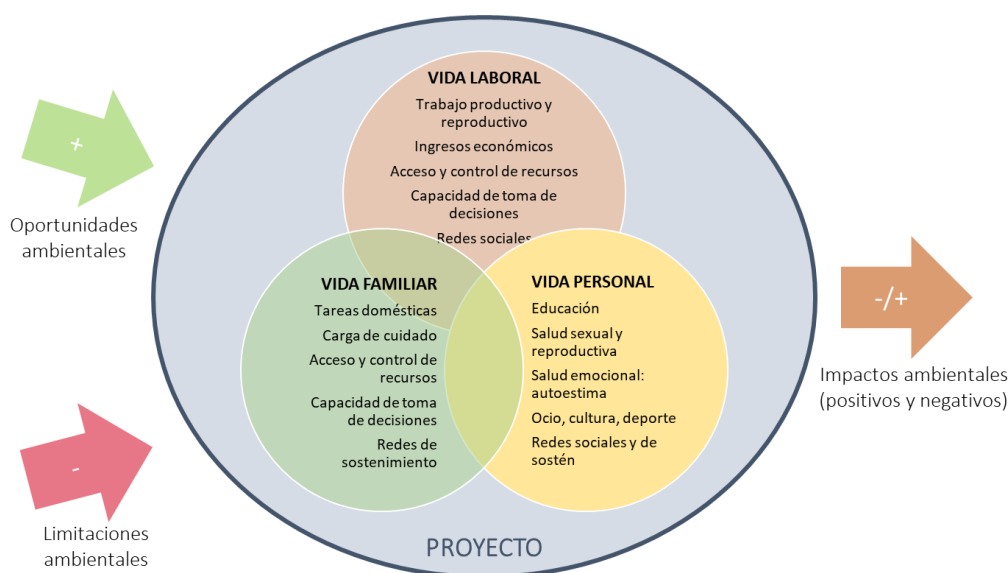 VIDA LABORAL
Trabajo productivo y
reproductivo
Ingresos económicos
Acceso y control de recursos
Capacidad de toma de
decisiones
Redes sociales
+
Oportunidades
ambientales
VIDA FAMILIAR
Tareas domésticas
Carga de cuidado
Acceso y control de
recursos
Capacidad de toma
de decisiones
Redes de
sostenimiento
VIDA PERSONAL
Educación
Salud sexual y
reproductiva
Salud emocional:
autoestima
Ocio, cultura, deporte
Redes sociales y de
sostén
-/+
Impactos ambientales
(positivos y negativos)
-
Limitaciones
ambientales
PROYECTO